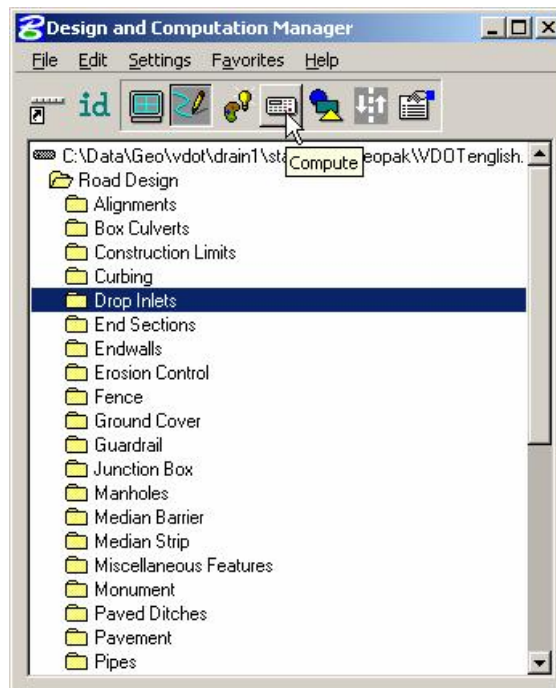 Design and Computation Manager
File Edit Settings Favorites Help
id
Compute
C:\Data\Geo\vdot\drain1\sta eopak\VDOTenglish.
Road Design
Alignments
Box Culverts
Construction Limits
Curbing
Drop Inlets
End Sections
Endwalls
Erosion Control
Fence
Ground Cover
Guardrail
Junction Box
Manholes
Median Barrier
Median Strip
Miscellaneous Features
Monument
Paved Ditches
Pavement
Pipes